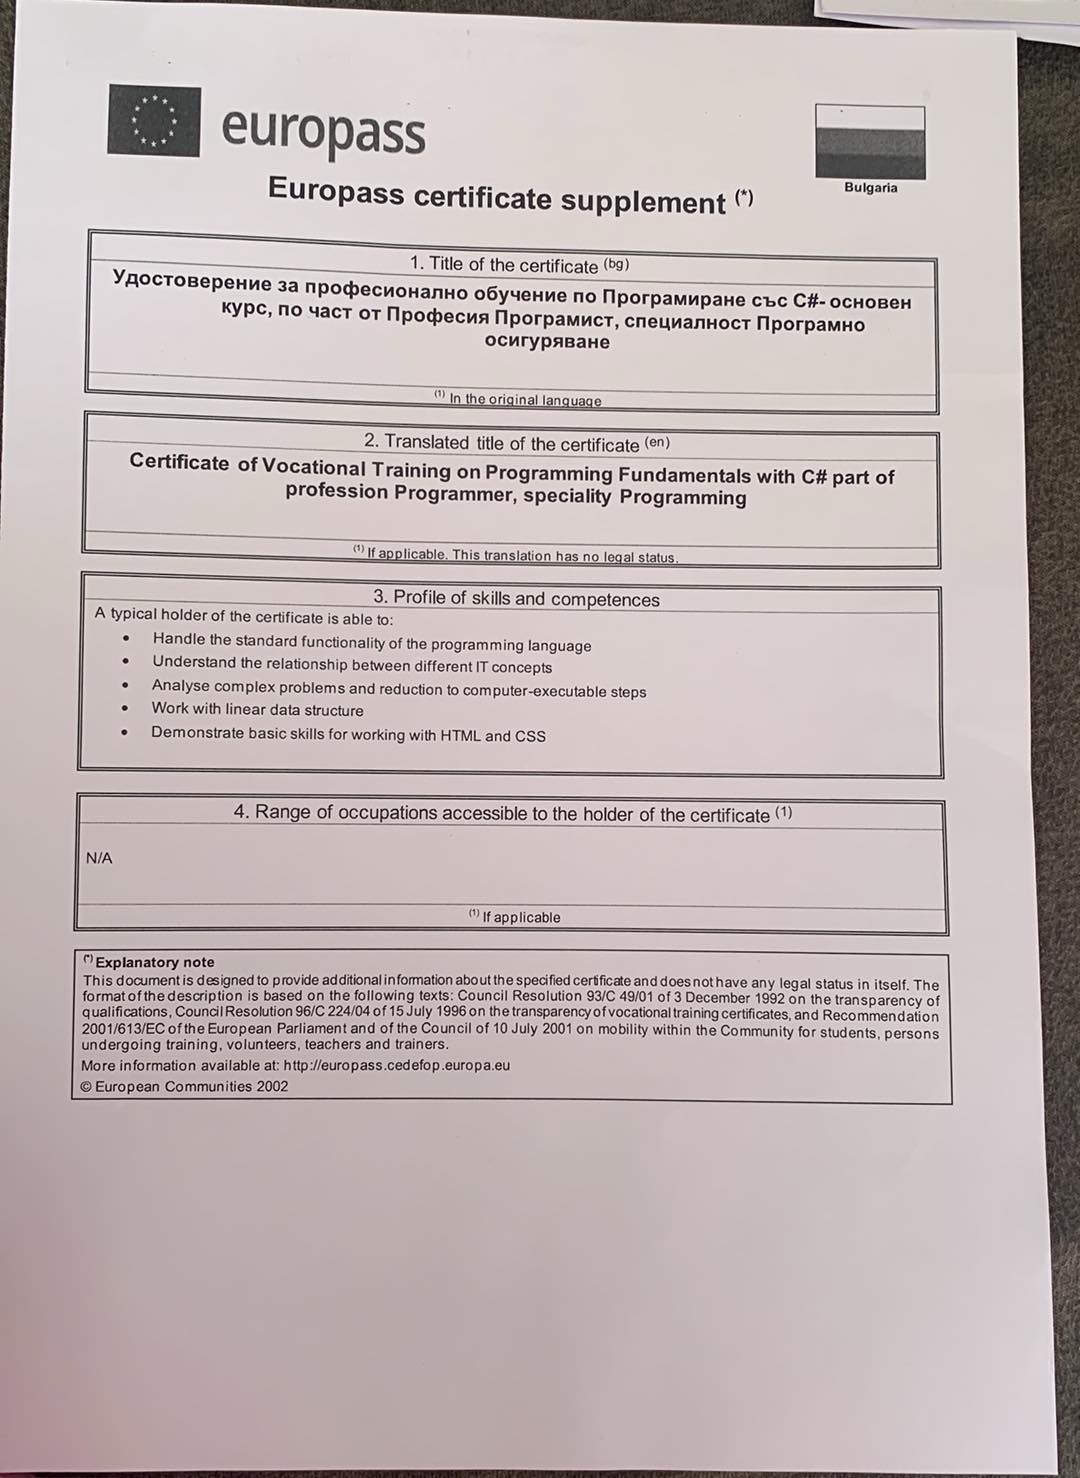 europass
Bulgaria
Europass certificate supplement (*)
1. Title of the certificate (bg)
Удостоверение за професионално обучение по Програмиране със C#- основен
курс, по част от Професия Програмист, специалност Програмно
осигуряване
(1) In the original language
2. Translated title of the certificate (en)
Certificate of Vocational Training on Programming Fundamentals with C# part of
profession Programmer, speciality Programming
(1) If applicable. This translation has no legal status.
3. Profile of skills and competences
A typical holder of the certificate is able to:
• Handle the standard functionality of the programming language
• Understand the relationship between different IT concepts
• Analyse complex problems and reduction to computer-executable steps
• Work with linear data structure
• Demonstrate basic skills for working with HTML and CSS
4. Range of occupations accessible to the holder of the certificate (1)
N/A
(1) If applicable
(*) Explanatory note
This document is designed to provide additional information about the specified certificate and does not have any legal status in itself. The
format of the description is based on the following texts: Council Resolution 93/C 49/01 of 3 December 1992 on the transparency of
qualifications, Council Resolution 96/C 224/04 of 15 July 1996 on the transparency of vocational training certificates, and Recommendation
2001/613/EC of the European Parliament and of the Council of 10 July 2001 on mobility within the Community for students, persons
undergoing training, volunteers, teachers and trainers.
More information available at: http://europass.cedefop.europa.eu
© European Communities 2002